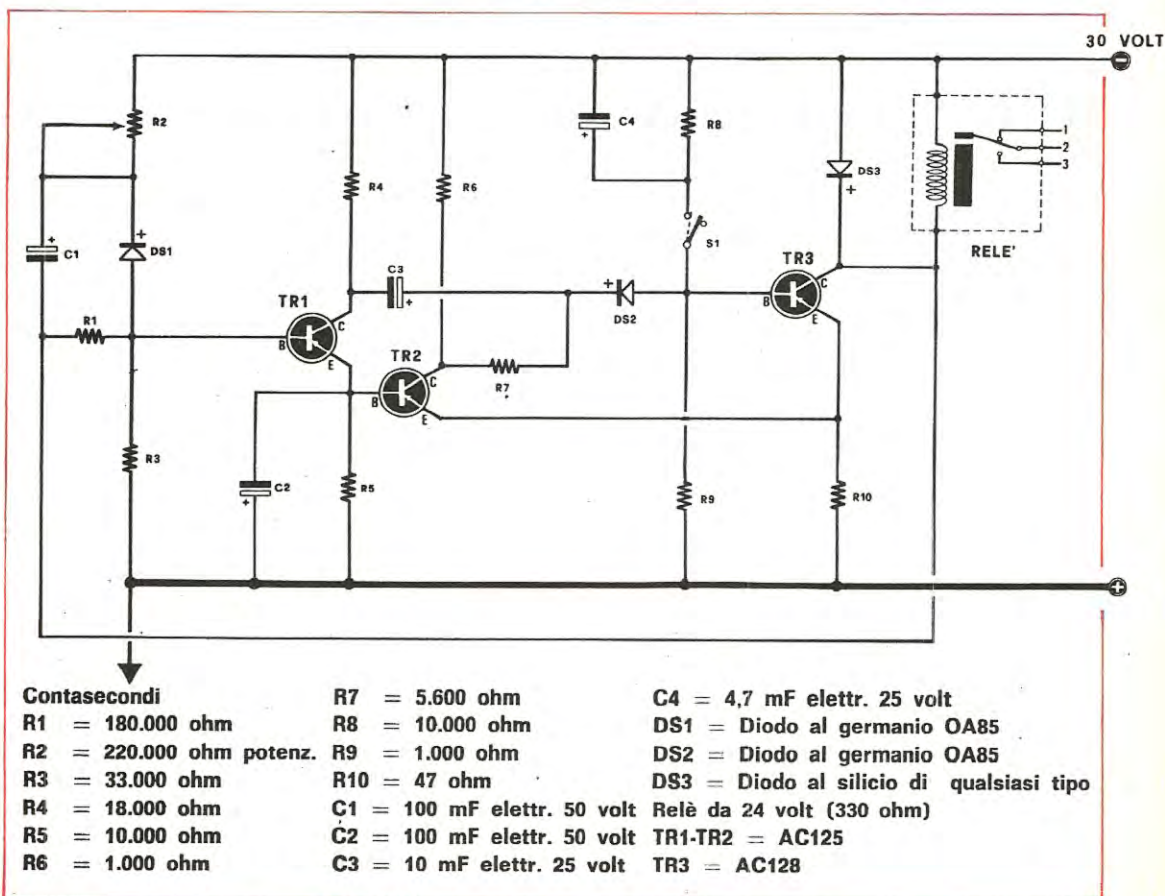 30 VOLT
R2
C4
R8
DS3
1
2
3
R4
R6
C1
DS1
S1
RELE'
C3
TR3
TR1
DS2
B
C
E
R1
B
C
E
TR2
B
C
E
R7
R3
C2
R5
R9
R10
Contasecondi
R1 = 180.000 ohm
R2 = 220.000 ohm potenz.
R3 = 33.000 ohm
R4 = 18.000 ohm
R5 = 10.000 ohm
R6 = 1.000 ohm
R7 = 5.600 ohm
R8 = 10.000 ohm
R9 = 1.000 ohm
R10 = 47 ohm
C1 = 100 mF elettr. 50 volt
C2 = 100 mF elettr. 50 volt
C3 = 10 mF elettr. 25 volt
C4 = 4,7 mF elettr. 25 volt
DS1 = Diodo al germanio OA85
DS2 = Diodo al germanio OA85
DS3 = Diodo al silicio di qualsiasi tipo
Relè da 24 volt (330 ohm)
TR1-TR2 = AC125
TR3 = AC128